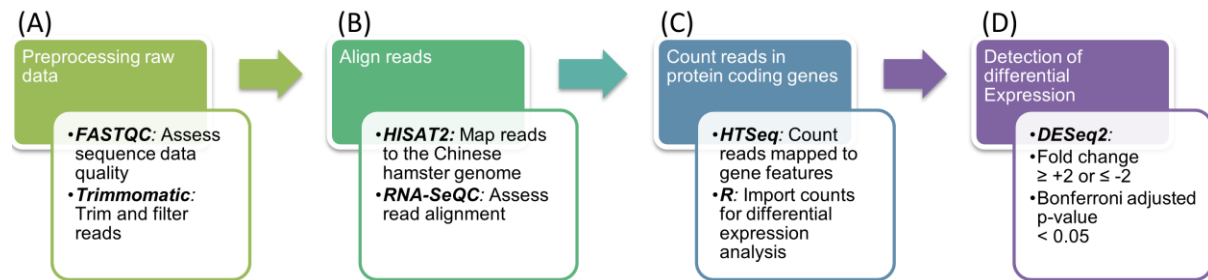 (A)
Preprocessing raw
data
•FASTQC: Assess
sequence data
quality
•Trimmomatic:
Trim and filter
reads
(B)
Align reads
•HISAT2: Map reads
to the Chinese
hamster genome
•RNA-SeQC: Assess
read alignment
(C)
Count reads in
protein coding genes
•HTSeq: Count
reads mapped to
gene features
•R: Import counts
for differential
expression
analysis
(D)
Detection of
differential
Expression
•DESeq2:
•Fold change
≥ +2 or ≤ -2
•Bonferroni adjusted
p-value
< 0.05